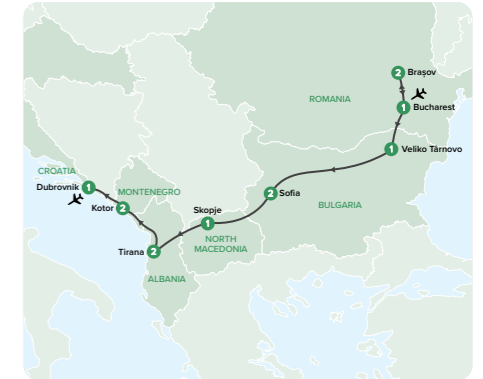 2 Brașov
ROMANIA
1 Bucharest
1 Veliko Târnovo
CROATIA
Dubrovnik 1
MONTENEGRO
2 Sofia
Kotor 2
BULGARIA
Skopje
1
NORTH
MACEDONIA
Tirana 2
ALBANIA